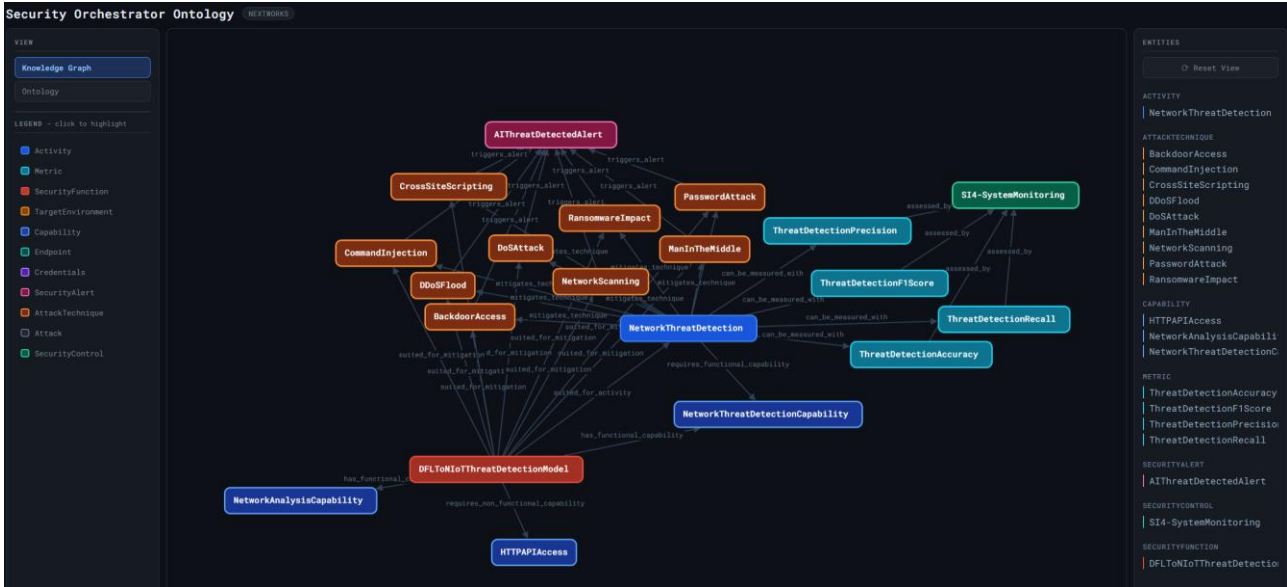 Security Orchestrator Ontology
NEXTWORKS
VIEW
Knowledge Graph
Ontology
LEGEND - click to highlight
Activity
Metric
SecurityFunction
TargetEnvironment
Capability
Endpoint
Credentials
SecurityAlert
AttackTechnique
Attack
SecurityControl
AIThreatDetectedAlert
triggers_alert
triggers_alert
triggers_alert
CrossSiteScripting
triggers_alert
triggers_alert
PasswordAttack
SI4-SystemMonitoring
triggers_alert
triggers_alert
assessed_by
RansomwareImpact
ThreatDetectionPrecision
assessed_by
CommandInjection
DoSAttack
ManInTheMiddle
mitigates_technique
assessed_by
can_be_measured_with
DDoSFlood
NetworkScanning
mitigates_technique
ThreatDetectionF1Score
mitigates_technique
mitigates_technique
can_be_measured_with
BackdoorAccess
mitigates_technique
can_be_measured_with
ThreatDetectionRecall
NetworkThreatDetection
can_be_measured_with
suited_for_mitigation
suited_for_mitigation
ThreatDetectionAccuracy
suited_for_mitigation
suited_for_mitigation
requires_functional_capability
suited_for_mitigation
suited_for_activity
NetworkThreatDetectionCapability
has_functional_capability
DFLToNIoTThreatDetectionModel
has_functional_c
NetworkAnalysisCapability
requires_non_functional_capability
HTTPAPIAccess
ENTITIES
⟳ Reset View
ACTIVITY
NetworkThreatDetection
ATTACKTECHNIQUE
BackdoorAccess
CommandInjection
CrossSiteScripting
DDoSFlood
DoSAttack
ManInTheMiddle
NetworkScanning
PasswordAttack
RansomwareImpact
CAPABILITY
HTTPAPIAccess
NetworkAnalysisCapabili
NetworkThreatDetectionC
METRIC
ThreatDetectionAccuracy
ThreatDetectionF1Score
ThreatDetectionPrecision
ThreatDetectionRecall
SECURITYALERT
AIThreatDetectedAlert
SECURITYCONTROL
SI4-SystemMonitoring
SECURITYFUNCTION
DFLToNIoTThreatDetectio